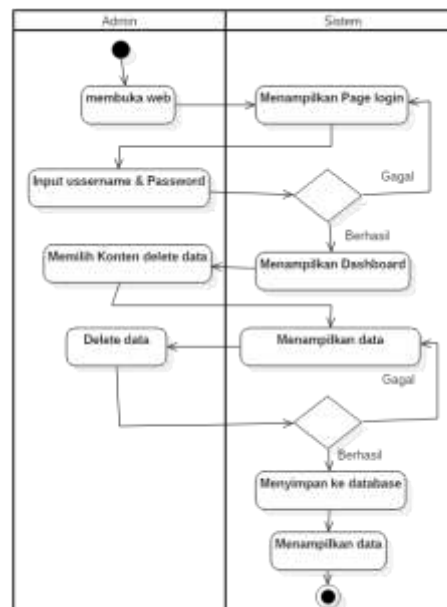 Admin
Sistem
membuka web
Menampilkan Page login
Input ussername & Password
Gagal
Berhasil
Memilih Konten delete data
Menampilkan Dashboard
Delete data
Menampilkan data
Gagal
Berhasil
Menyimpan ke database
Menampilkan data